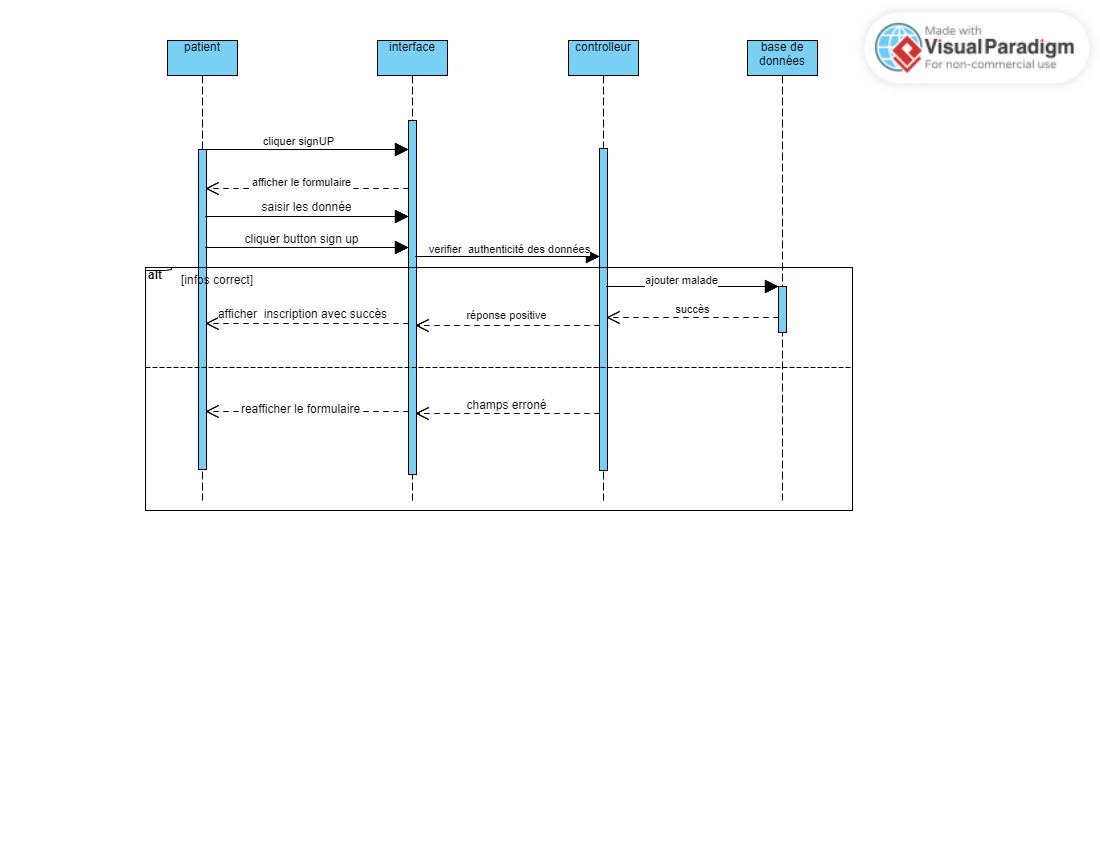 Made with
Visual Paradigm
For non-commercial use
patient
interface
controlleur
base de
données
cliquer signUP
afficher le formulaire
saisir les donnée
cliquer button sign up
verifier authenticité des données
alt
[infos correct]
ajouter malade
succès
afficher inscription avec succès
réponse positive
champs erroné
reafficher le formulaire